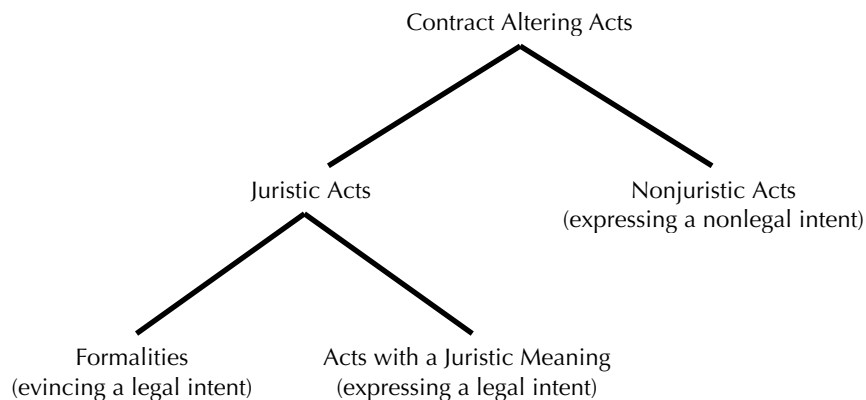 Contract Altering Acts
Juristic Acts
Nonjuristic Acts
(expressing a nonlegal intent)
Formalities
(evincing a legal intent)
Acts with a Juristic Meaning
(expressing a legal intent)